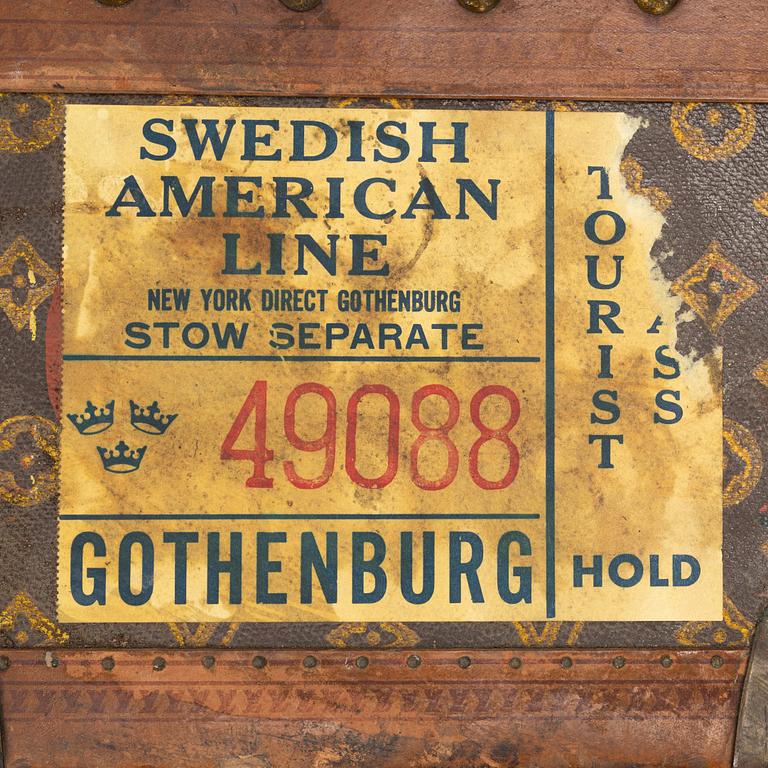 SWEDISH
AMERICAN
LINE
NEW YORK DIRECT GOTHENBURG
STOW SEPARATE
49088
GOTHENBURG
TOURIST
ASS
HOLD